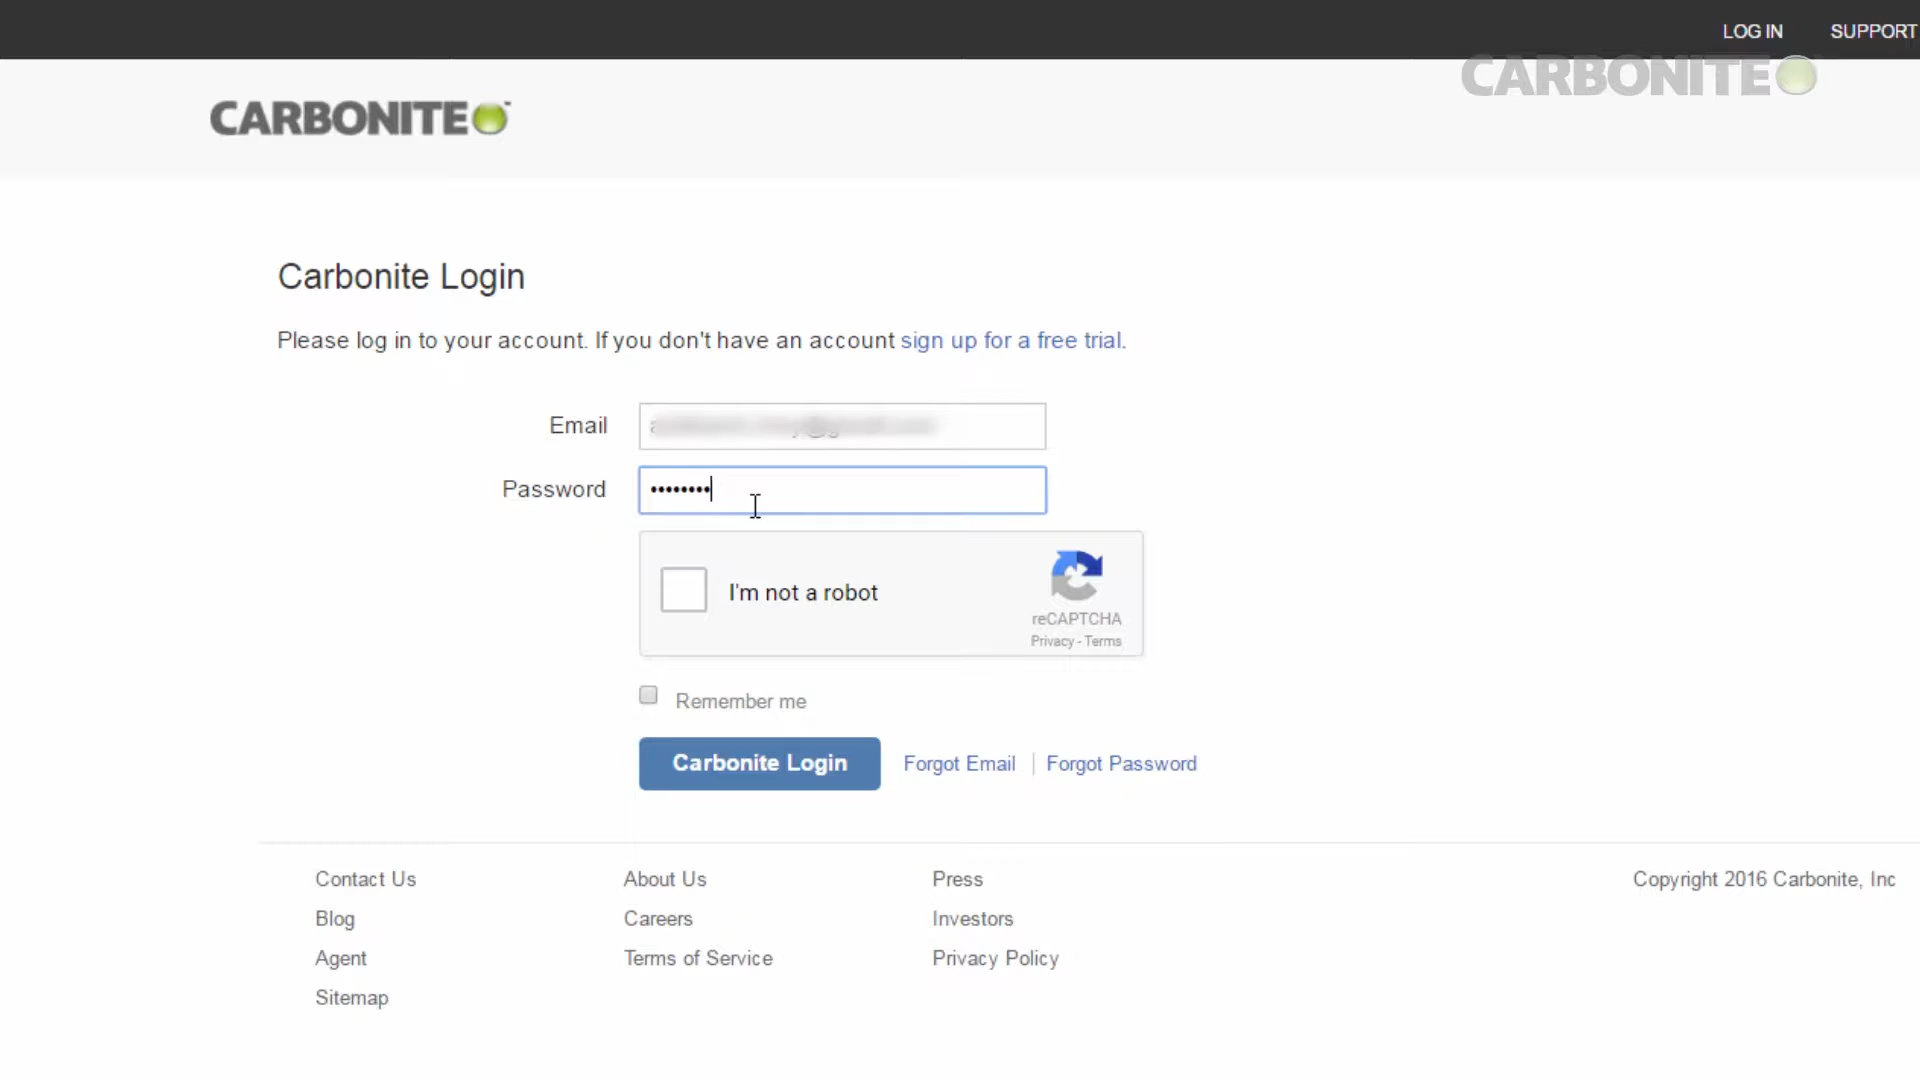 LOG IN SUPPORT
CARBONITE
CARBONITE
Carbonite Login
Please log in to your account. If you don't have an account sign up for a free trial.
Email
Password ••••••••
I'm not a robot
reCAPTCHA
Privacy - Terms
Remember me
Carbonite Login Forgot Email | Forgot Password
Contact Us About Us Press Copyright 2016 Carbonite, Inc
Blog Careers Investors
Agent Terms of Service Privacy Policy
Sitemap